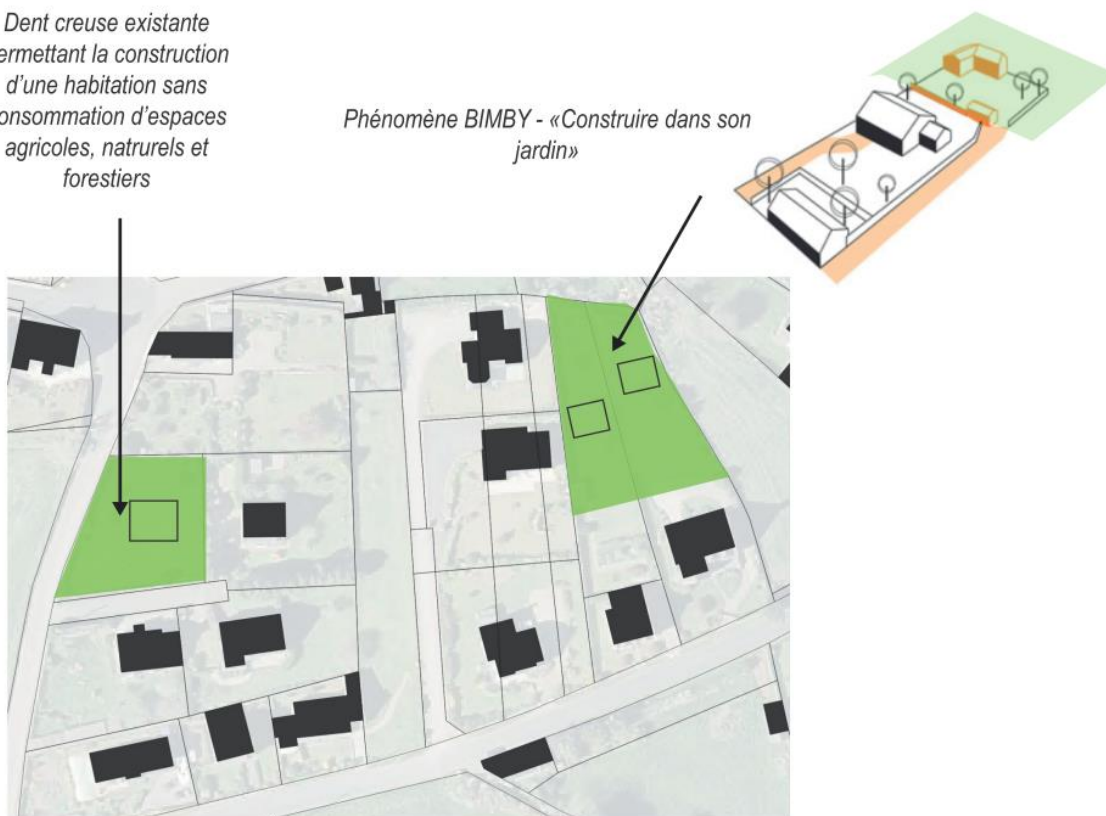 Dent creuse existante
ermettant la construction
d'une habitation sans
onsommation d'espaces
agricoles, natrurels et
forestiers
Phénomène BIMBY - «Construire dans son
jardin»